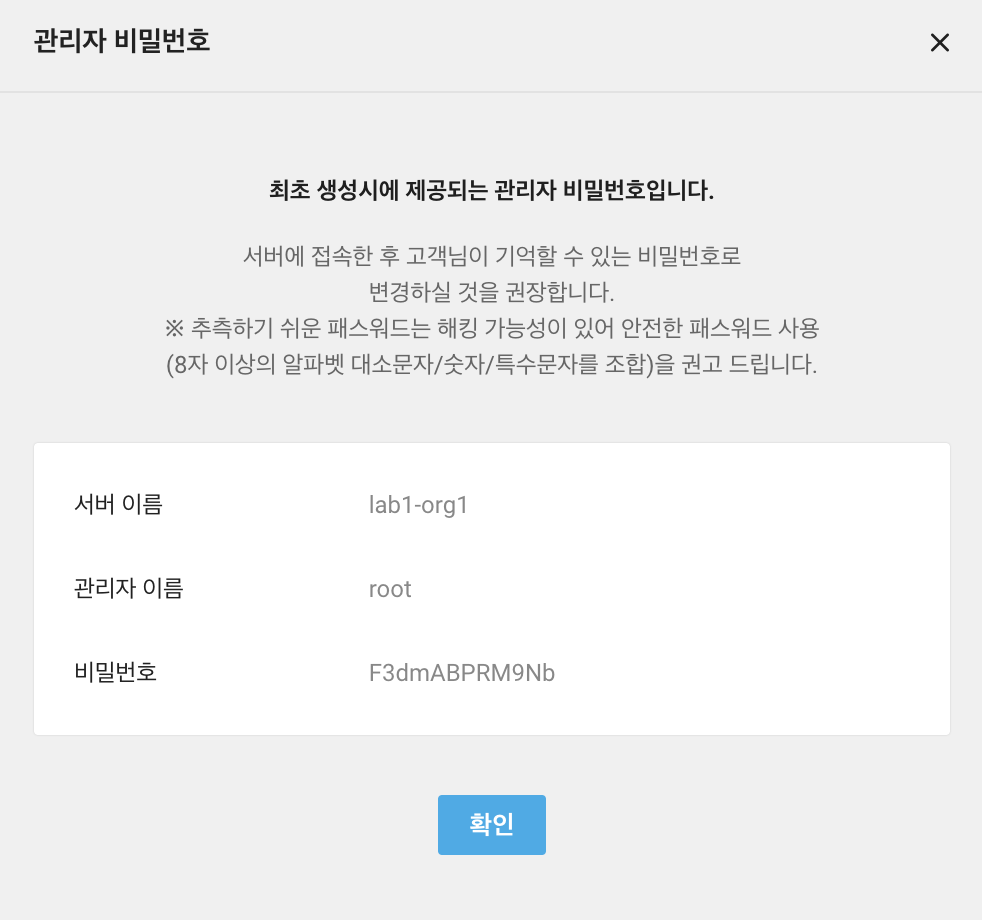 관리자 비밀번호
최초 생성시에 제공되는 관리자 비밀번호입니다.
서버에 접속한 후 고객님이 기억할 수 있는 비밀번호로
변경하실 것을 권장합니다.
※ 추측하기 쉬운 패스워드는 해킹 가능성이 있어 안전한 패스워드 사용
(8자 이상의 알파벳 대소문자/숫자/특수문자를 조합)을 권고 드립니다.
서버 이름 lab1-org1
관리자 이름 root
비밀번호 F3dmABPRM9Nb
확인